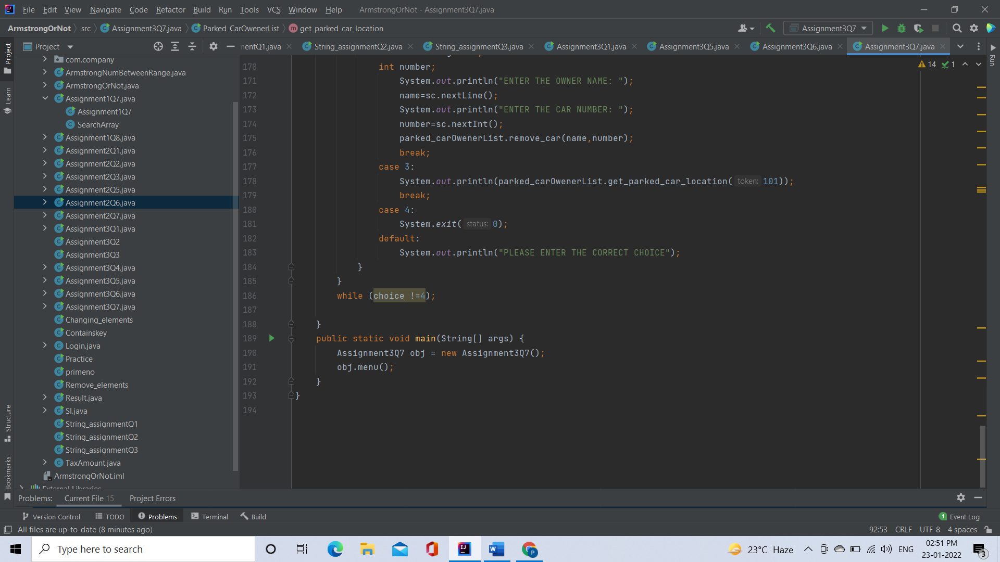 File Edit View Navigate Code Refactor Build Run Tools VCS Window Help ArmstrongOrNot - Assignment3Q7.java
ArmstrongOrNot src Assignment3Q7.java Parked_CarOwenerList get_parked_car_location Assignment3Q7
Project
mentQ1.java String_assignmentQ2.java String_assignmentQ3.java Assignment3Q1.java Assignment3Q5.java Assignment3Q6.java Assignment3Q7.java
Project
Learn
Structure
Bookmarks
com.company
ArmstrongNumBetweenRange.java
ArmstrongOrNot.java
Assignment1Q7.java
Assignment1Q7
SearchArray
Assignment1Q8.java
Assignment2Q1.java
Assignment2Q2.java
Assignment2Q3.java
Assignment2Q5.java
Assignment2Q6.java
Assignment2Q7.java
Assignment3Q1.java
Assignment3Q2
Assignment3Q3
Assignment3Q4.java
Assignment3Q5.java
Assignment3Q6.java
Assignment3Q7.java
Changing_elements
Containskey
Login.java
Practice
primeno
Remove_elements
Result.java
SI.java
String_assignmentQ1
String_assignmentQ2
String_assignmentQ3
TaxAmount.java
ArmstrongOrNot.iml
External Libraries
14 1
Run
170 int number;
171 System.out.println("ENTER THE OWNER NAME: ");
172 name=sc.nextLine();
173 System.out.println("ENTER THE CAR NUMBER: ");
174 number=sc.nextInt();
175 parked_carOwenerList.remove_car(name,number);
176 break;
177 case 3:
178 System.out.println(parked_carOwenerList.get_parked_car_location( token: 101));
179 break;
180 case 4:
181 System.exit( status: 0);
182 default:
183 System.out.println("PLEASE ENTER THE CORRECT CHOICE");
184 }
185 }
186 while (choice !=4);
187
188 }
189 public static void main(String[] args) {
190 Assignment3Q7 obj = new Assignment3Q7();
191 obj.menu();
192 }
193 }
194
Problems: Current File 15 Project Errors
Version Control TODO Problems Terminal Build 1 Event Log
All files are up-to-date (8 minutes ago) 92:53 CRLF UTF-8 4 spaces
Type here to search 23°C Haze ENG 02:51 PM
23-01-2022 3